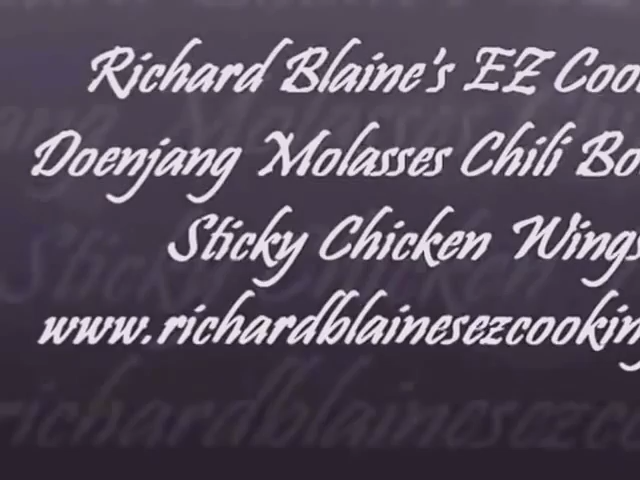 Richard Blaine's EZ Coo
Doenjang Molasses Chili Bo
Sticky Chicken Wings
www.richardblainesezcookin